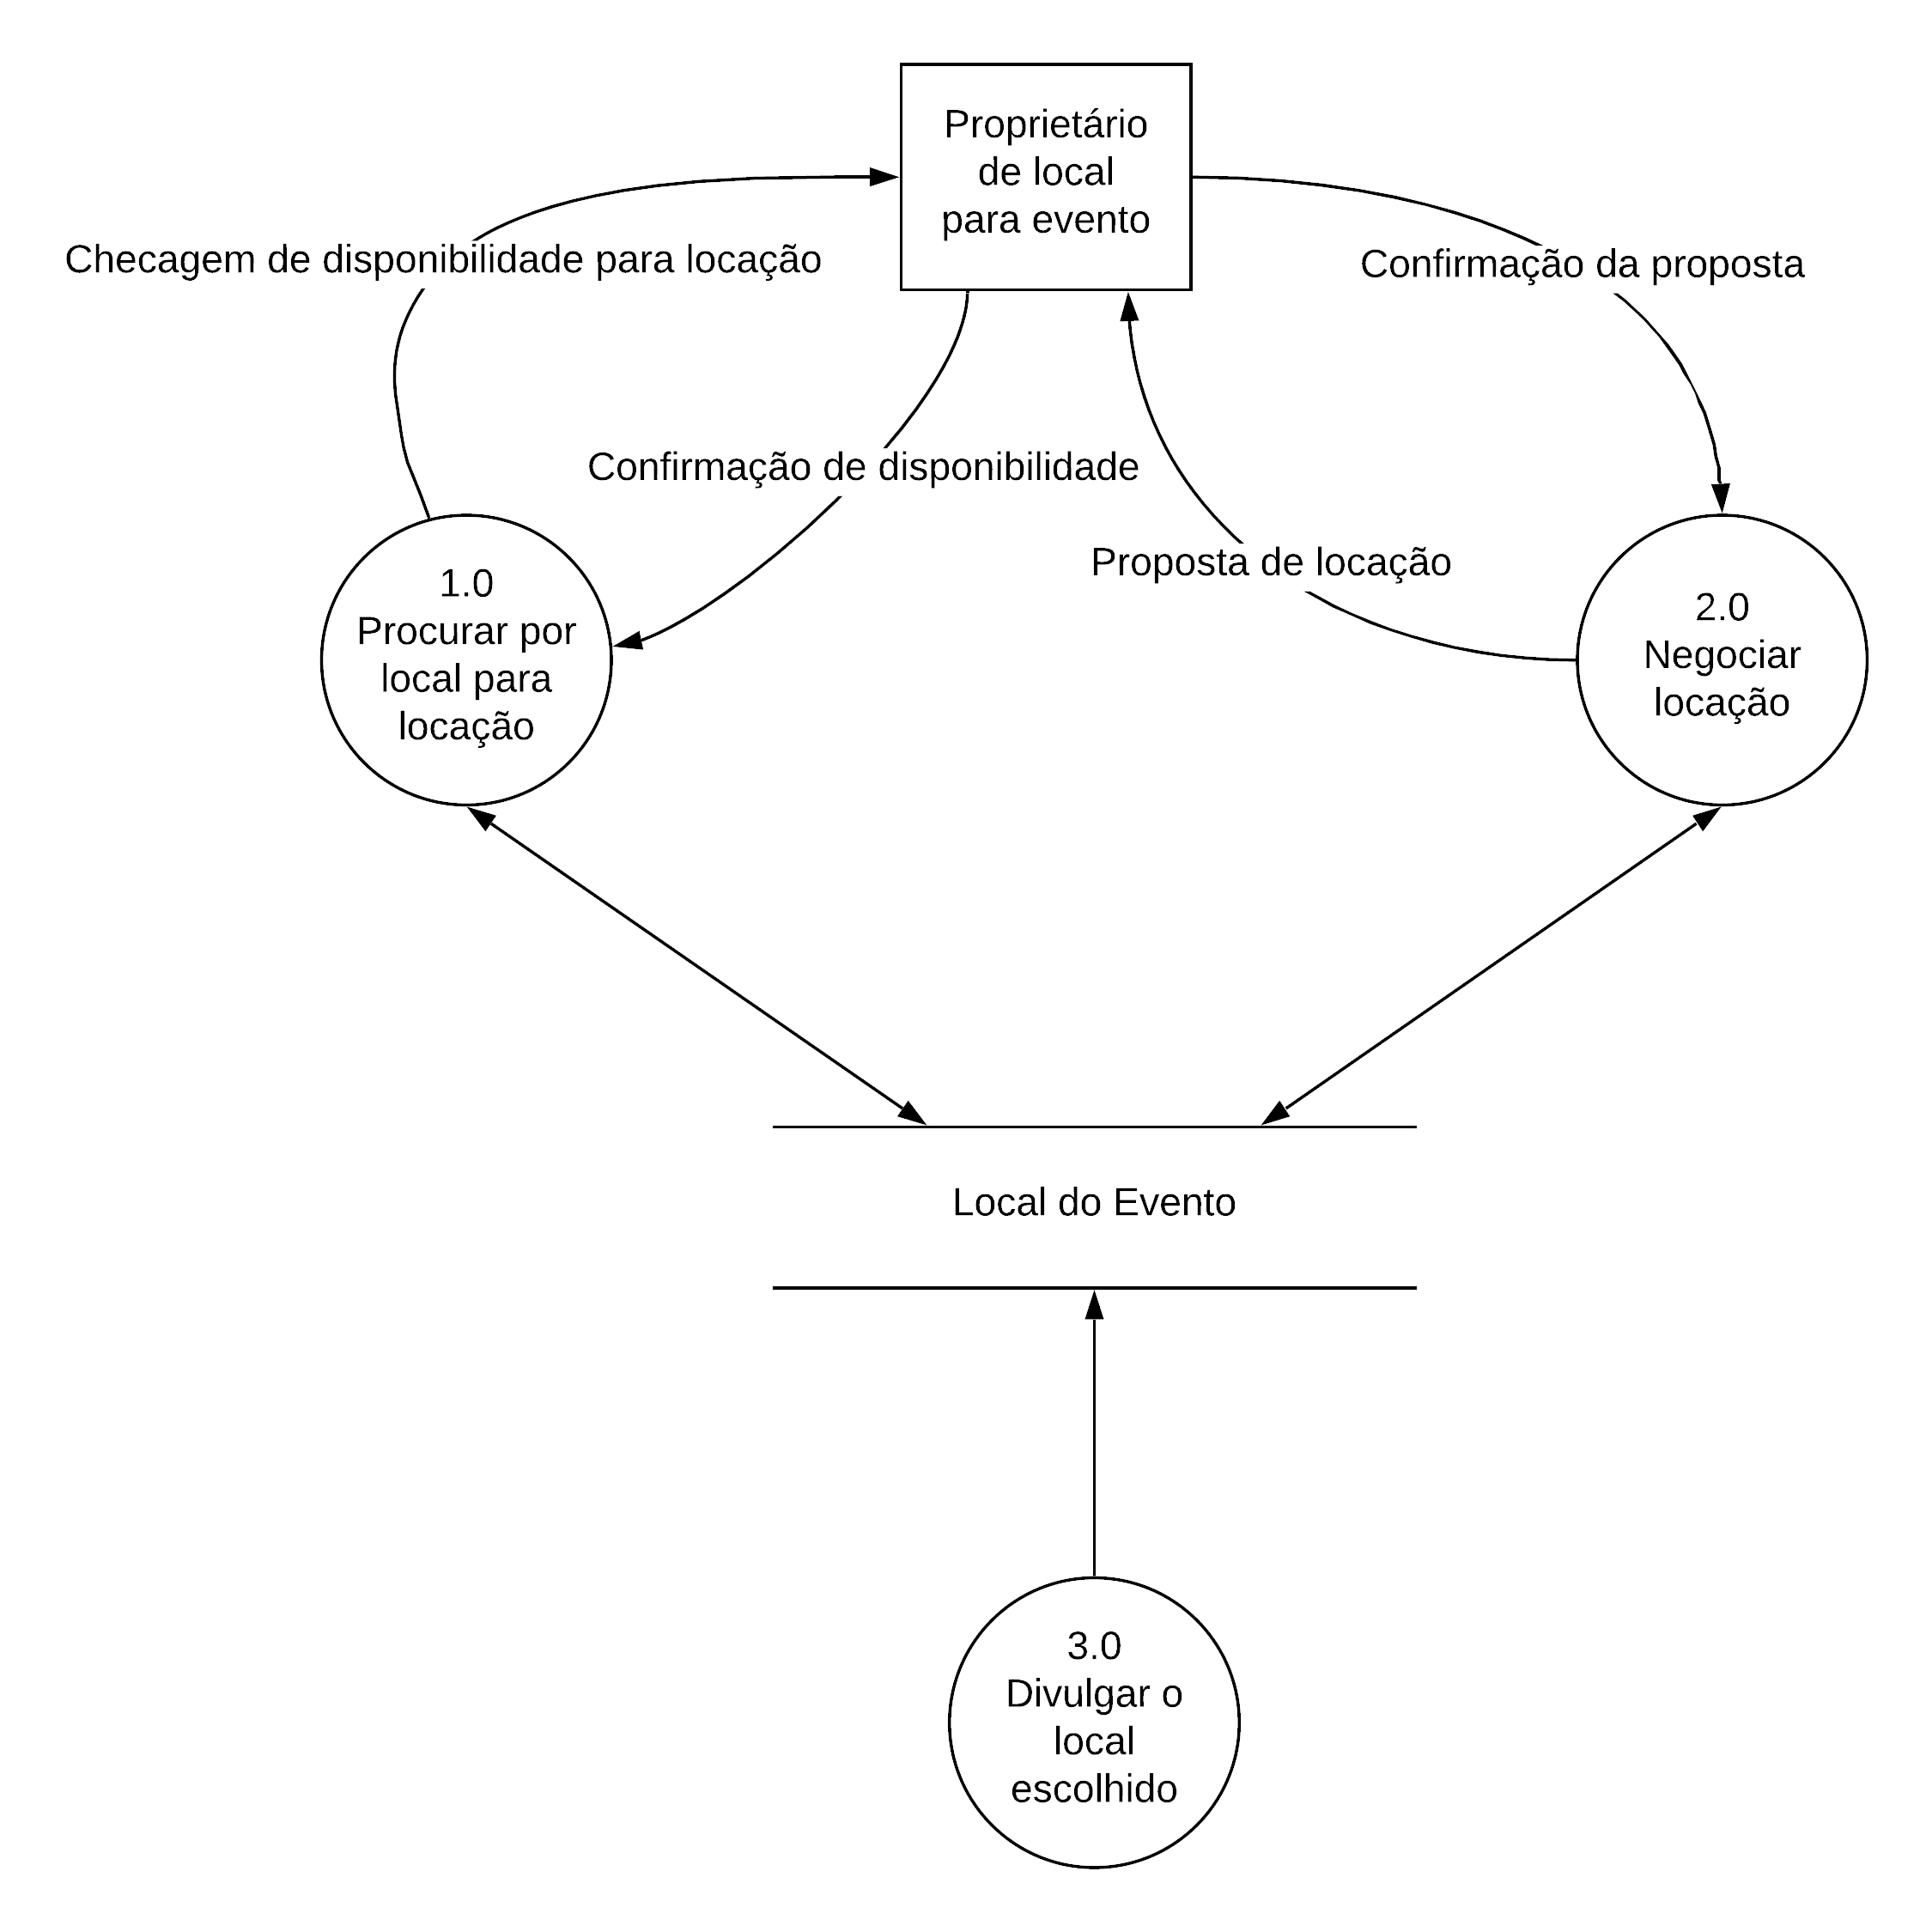 Proprietário
de local
para evento
Checagem de disponibilidade para locação
Confirmação da proposta
Confirmação de disponibilidade
Proposta de locação
1.0
Procurar por
local para
locação
2.0
Negociar
locação
Local do Evento
3.0
Divulgar o
local
escolhido